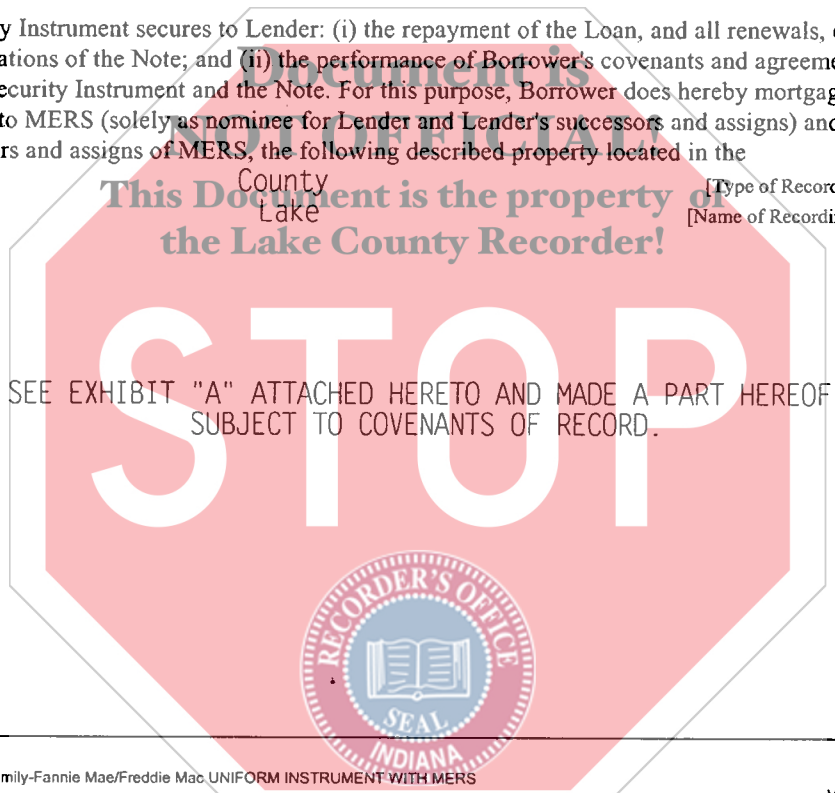 y Instrument secures to Lender: (i) the repayment of the Loan, and all renewals,
ations of the Note; and (ii) the performance of Borrower's covenants and agreeme
ecurity Instrument and the Note. For this purpose, Borrower does hereby mortgag
to MERS (solely as nominee for Lender and Lender's successors and assigns) and
rs and assigns of MERS, the following described property located in the
County [Type of Record
Lake [Name of Recordi
Document is
NOT OFFICIAL!
This Document is the property of
the Lake County Recorder!
STOP
SEE EXHIBIT "A" ATTACHED HERETO AND MADE A PART HEREOF
SUBJECT TO COVENANTS OF RECORD.
RECORDER'S OFFICE
SEAL
INDIANA
mily-Fannie Mae/Freddie Mac UNIFORM INSTRUMENT WITH MERS